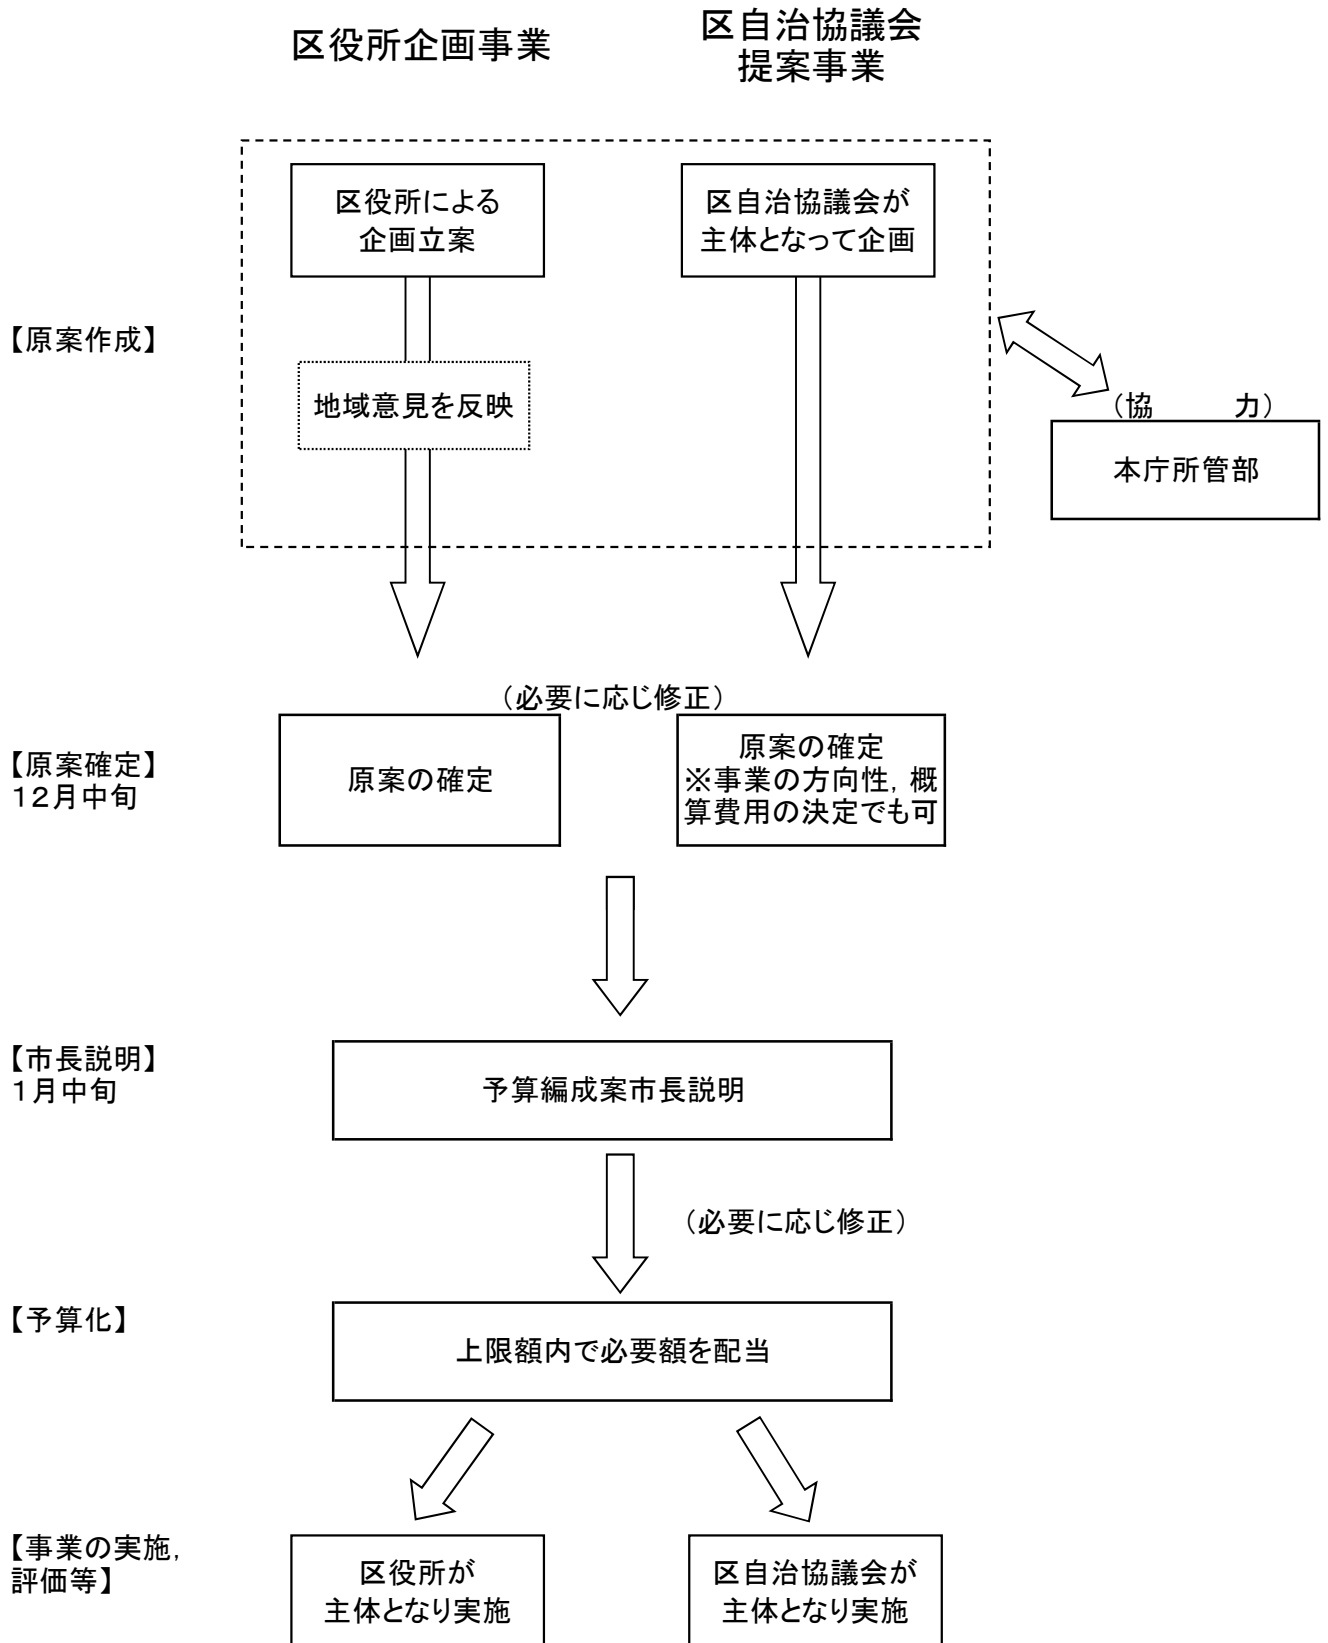 区役所企画事業
区自治協議会
提案事業
区役所による
企画立案
区自治協議会が
主体となって企画
【原案作成】
地域意見を反映
（協　　　力）
本庁所管部
（必要に応じ修正）
【原案確定】
１２月中旬
原案の確定
原案の確定
※事業の方向性，概
算費用の決定でも可
【市長説明】
１月中旬
予算編成案市長説明
（必要に応じ修正）
【予算化】
上限額内で必要額を配当
【事業の実施，
評価等】
区役所が
主体となり実施
区自治協議会が
主体となり実施